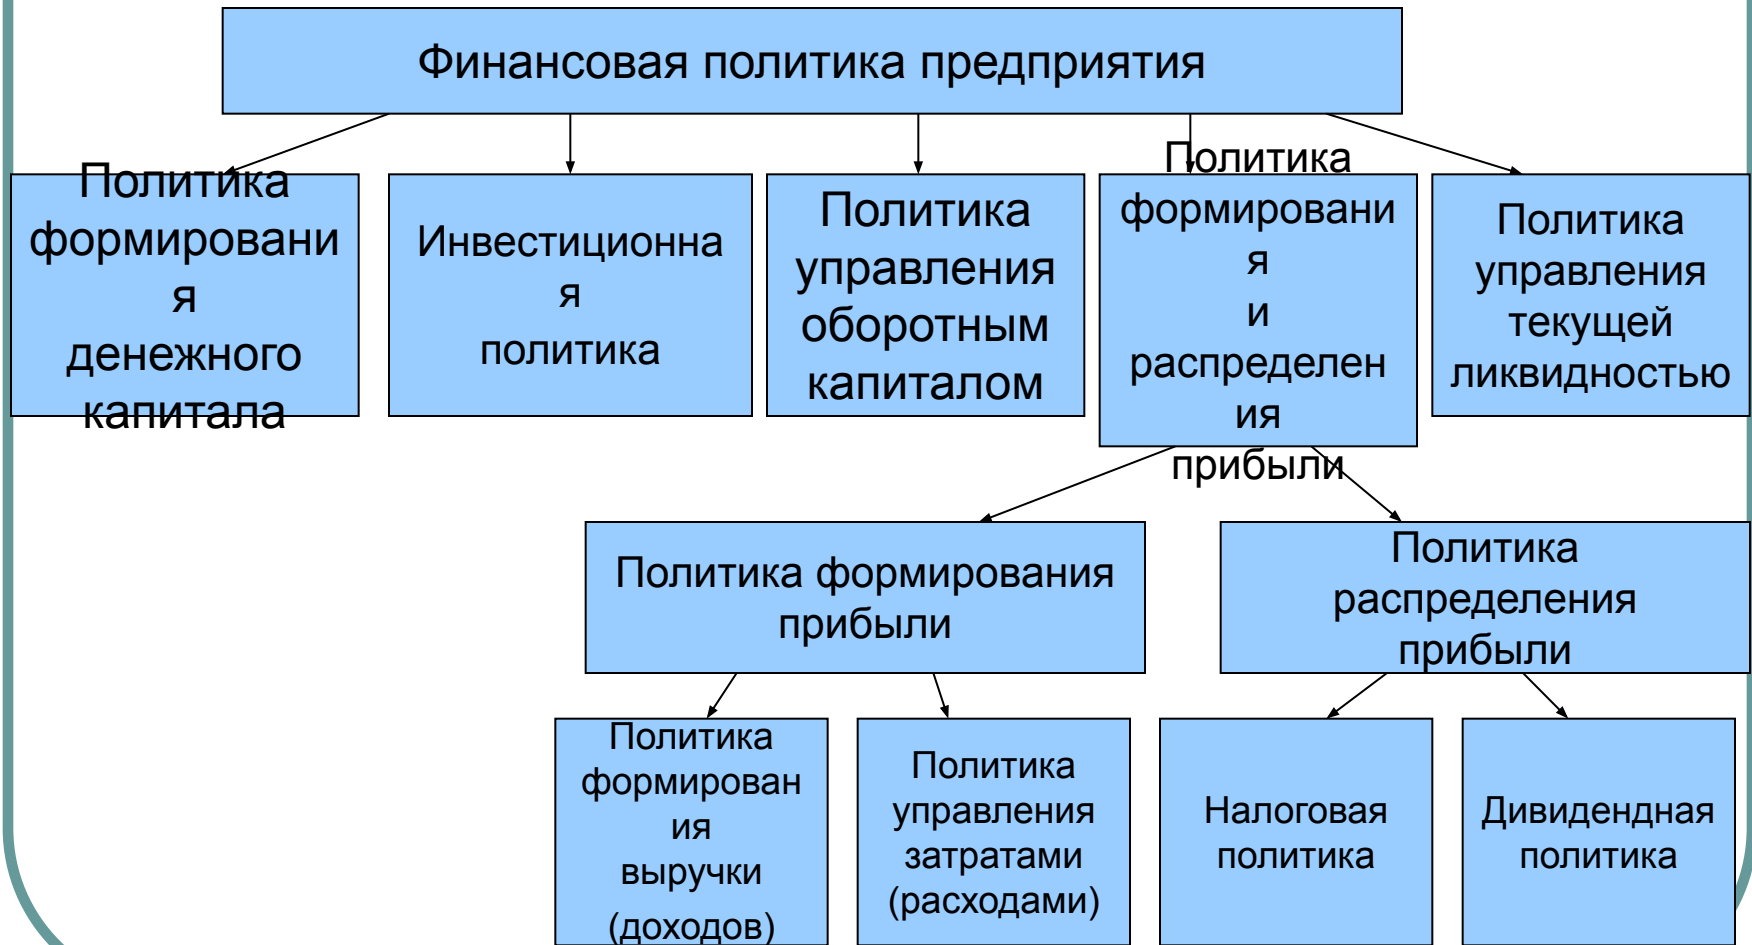 Финансовая политика предприятия
Политика
формировани
я
денежного
капитала
Инвестиционна
я
политика
Политика
управления
оборотным
капиталом
Политика
формировани
я
и
распределен
ия
прибыли
Политика
управления
текущей
ликвидностью
Политика формирования
прибыли
Политика
распределения
прибыли
Политика
формирован
ия
выручки
(доходов)
Политика
управления
затратами
(расходами)
Налоговая
политика
Дивидендная
политика